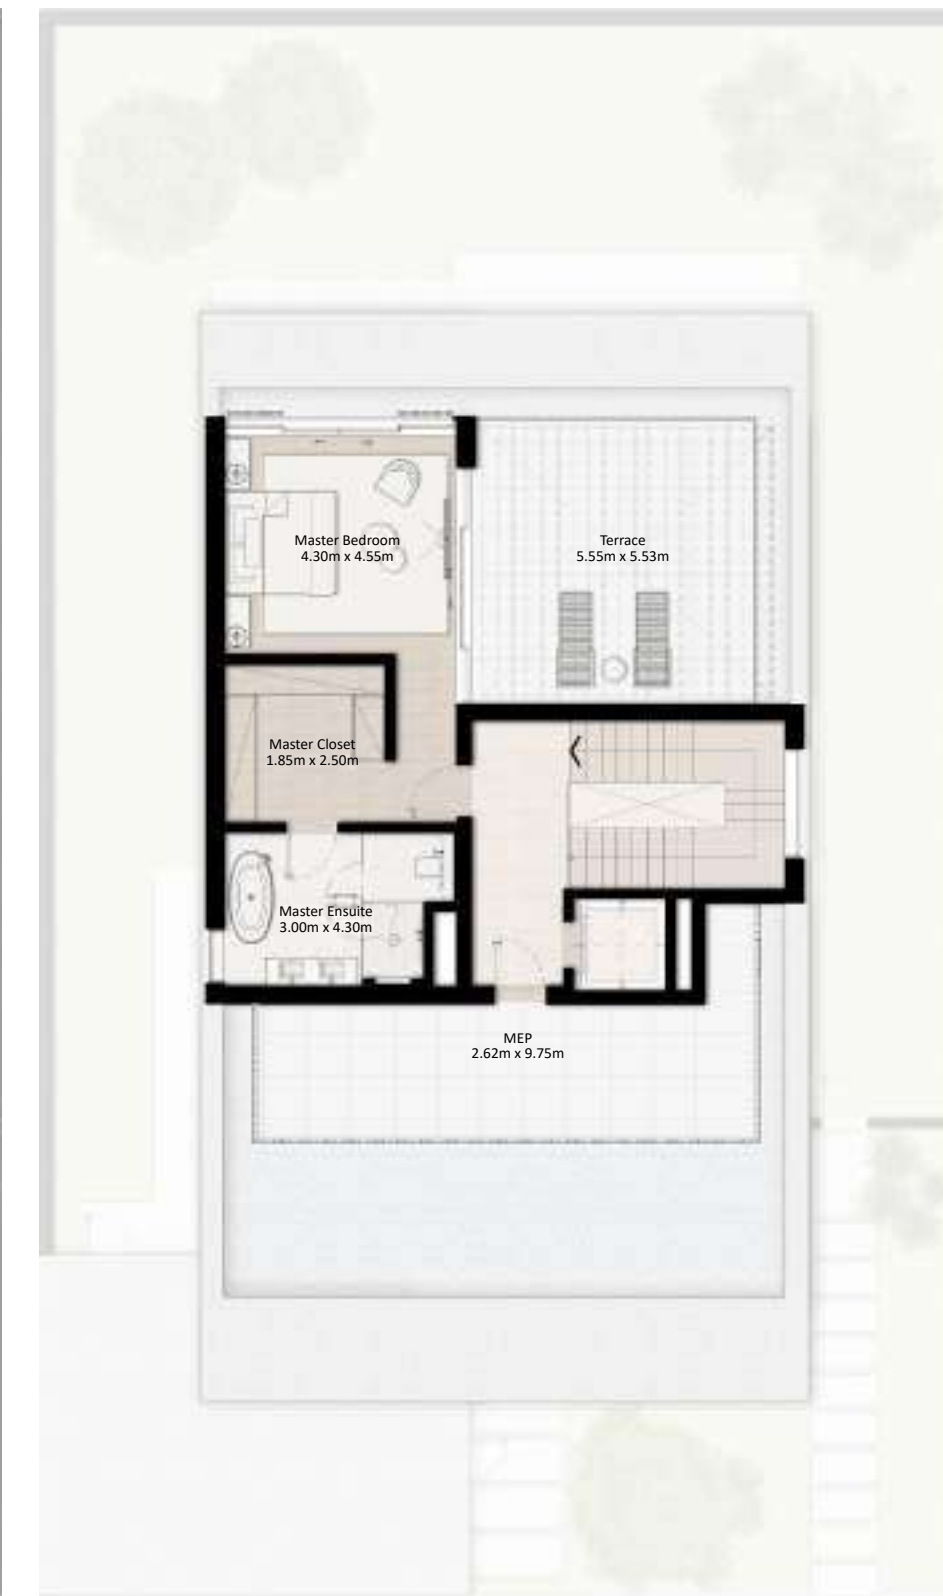 Master Bedroom
4.30m x 4.55m
Terrace
5.55m x 5.53m
Master Closet
1.85m x 2.50m
Master Ensuite
3.00m x 4.30m
MEP
2.62m x 9.75m